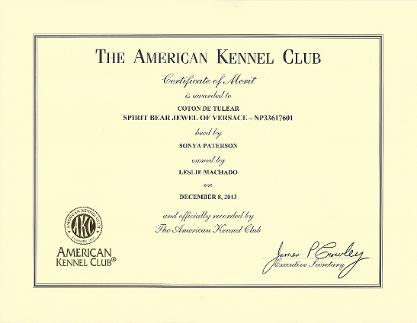 THE AMERICAN KENNEL CLUB
Certificate of Merit
is awarded to
COTON DE TULEAR
SPIRIT BEAR JEWEL OF VERSACE – NP33617601
bred by
SONYA PATERSON
owned by
LESLIE MACHADO
on
DECEMBER 8, 2013
and officially recorded by
The American Kennel Club
AKC
AMERICAN
KENNEL CLUB®
James P Crowley
Executive Secretary